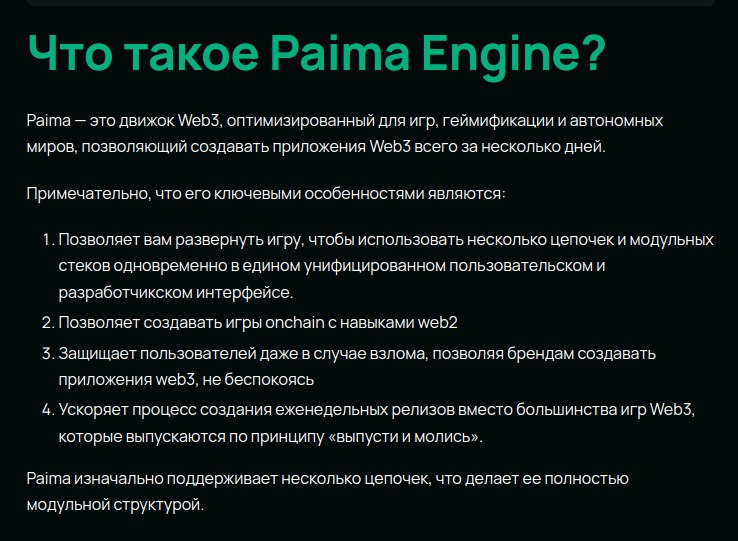 Что такое Paima Engine?
Paima — это движок Web3, оптимизированный для игр, геймификации и автономных
миров, позволяющий создавать приложения Web3 всего за несколько дней.
Примечательно, что его ключевыми особенностями являются:
1. Позволяет вам развернуть игру, чтобы использовать несколько цепочек и модульных
стеков одновременно в едином унифицированном пользовательском и
разработчикском интерфейсе.
2. Позволяет создавать игры onchain с навыками web2
3. Защищает пользователей даже в случае взлома, позволяя брендам создавать
приложения web3, не беспокоясь
4. Ускоряет процесс создания еженедельных релизов вместо большинства игр Web3,
которые выпускаются по принципу «выпусти и молись».
Paima изначально поддерживает несколько цепочек, что делает ее полностью
модульной структурой.